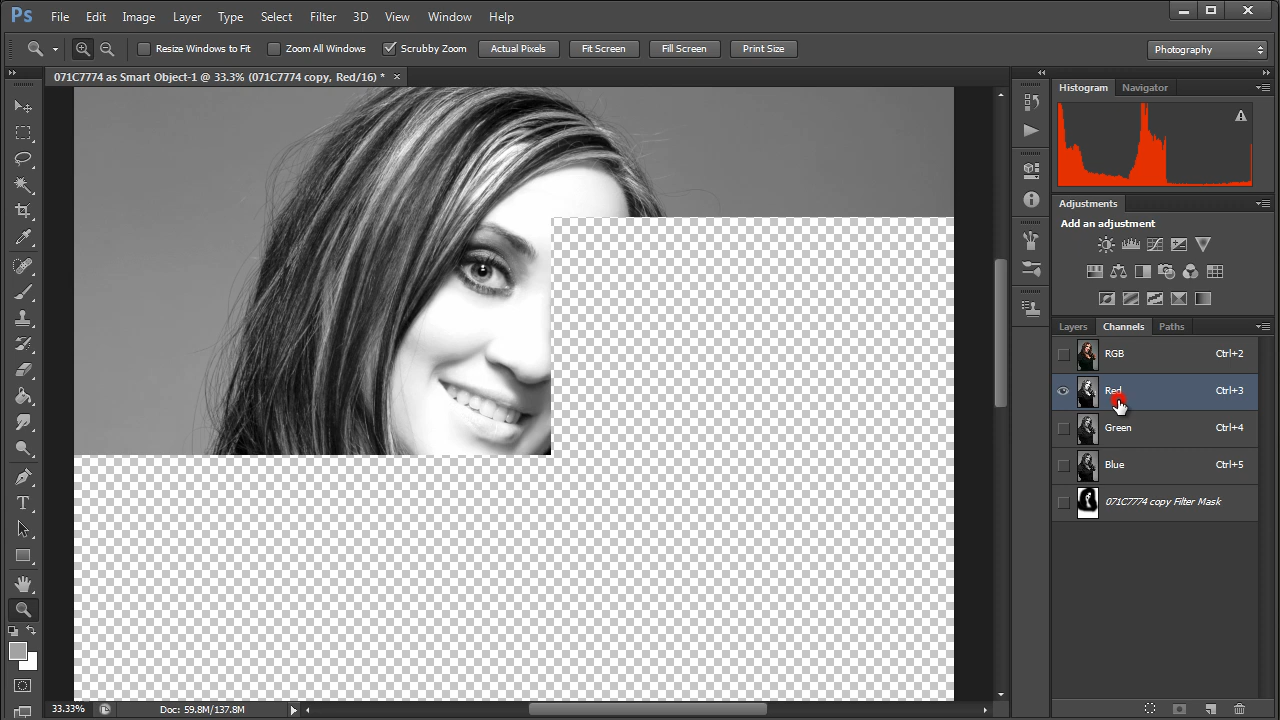 Ps File Edit Image Layer Type Select Filter 3D View Window Help
Resize Windows to Fit Zoom All Windows Scrubby Zoom Actual Pixels Fit Screen Fill Screen Print Size Photography
071C7774 as Smart Object-1 @ 33.3% (071C7774 copy, Red/16) *
Histogram Navigator
Adjustments
Add an adjustment
Layers Channels Paths
RGB Ctrl+2
Red Ctrl+3
Green Ctrl+4
Blue Ctrl+5
071C7774 copy Filter Mask
T
33.33% Doc: 59.8M/137.8M